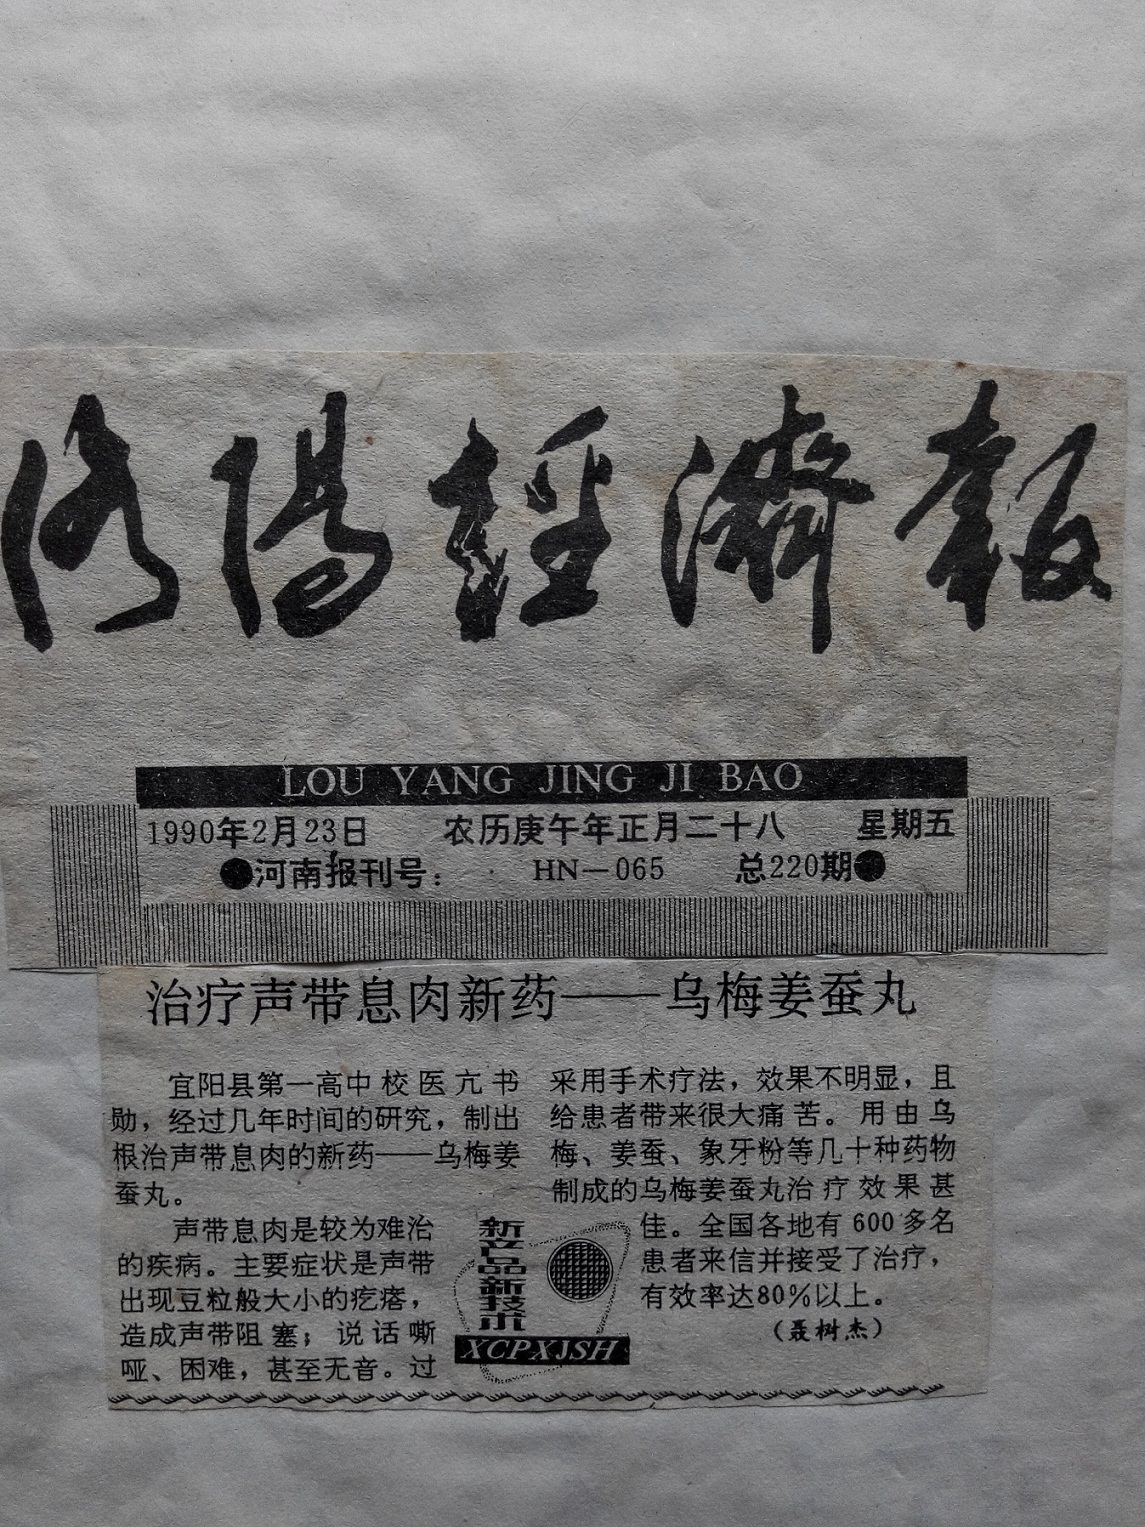 洛陽經濟報
LOU YANG JING JI BAO
1990年2月23日 农历庚午年正月二十八 星期五
●河南报刊号： HN—065 总220期●
治疗声带息肉新药——乌梅姜蚕丸
宜阳县第一高中校医亢书
勋，经过几年时间的研究，制出
根治声带息肉的新药——乌梅姜
蚕丸。
声带息肉是较为难治
的疾病。主要症状是声带
出现豆粒般大小的疙瘩，
造成声带阻塞；说话嘶
哑、困难，甚至无音。过
采用手术疗法，效果不明显，且
给患者带来很大痛苦。用由乌
梅、姜蚕、象牙粉等几十种药物
制成的乌梅姜蚕丸治疗效果甚
佳。全国各地有600多名
患者来信并接受了治疗，
有效率达80%以上。
（聂树杰）
新产品新技术
XCPXJSH